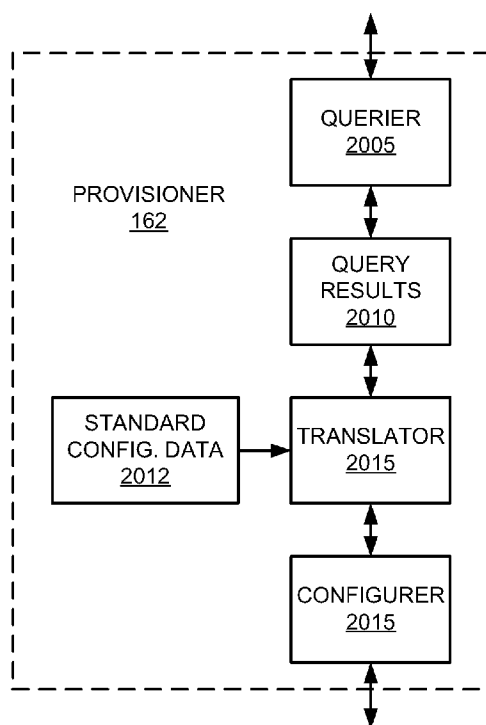 QUERIER
2005
PROVISIONER
162
QUERY
RESULTS
2010
STANDARD
CONFIG. DATA
2012
TRANSLATOR
2015
CONFIGURER
2015